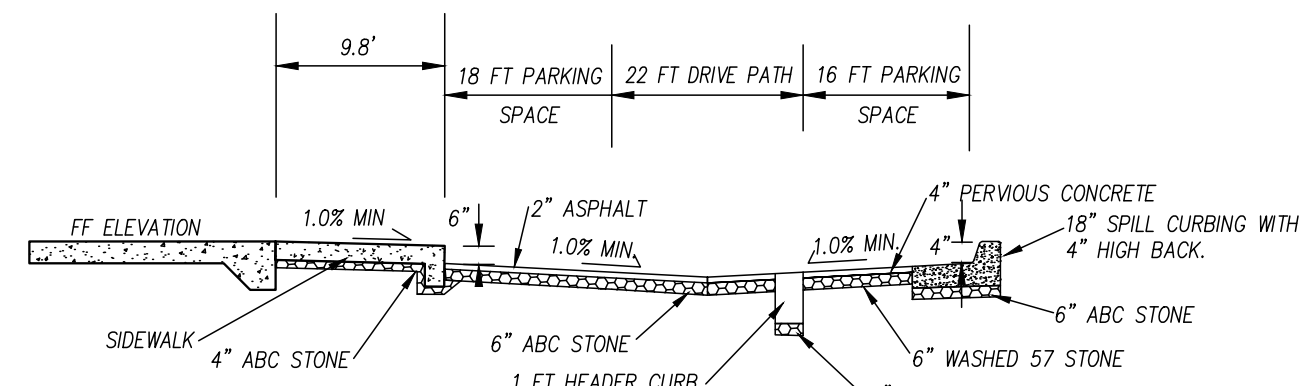 9.8'
18 FT PARKING
SPACE
22 FT DRIVE PATH
16 FT PARKING
SPACE
FF ELEVATION
1.0% MIN
6"
2" ASPHALT
1.0% MIN.
1.0% MIN.
4" PERVIOUS CONCRETE
4"
18" SPILL CURBING WITH
4" HIGH BACK.
SIDEWALK
4" ABC STONE
6" ABC STONE
1 FT HEADER CURB
6" WASHED 57 STONE
6" ABC STONE